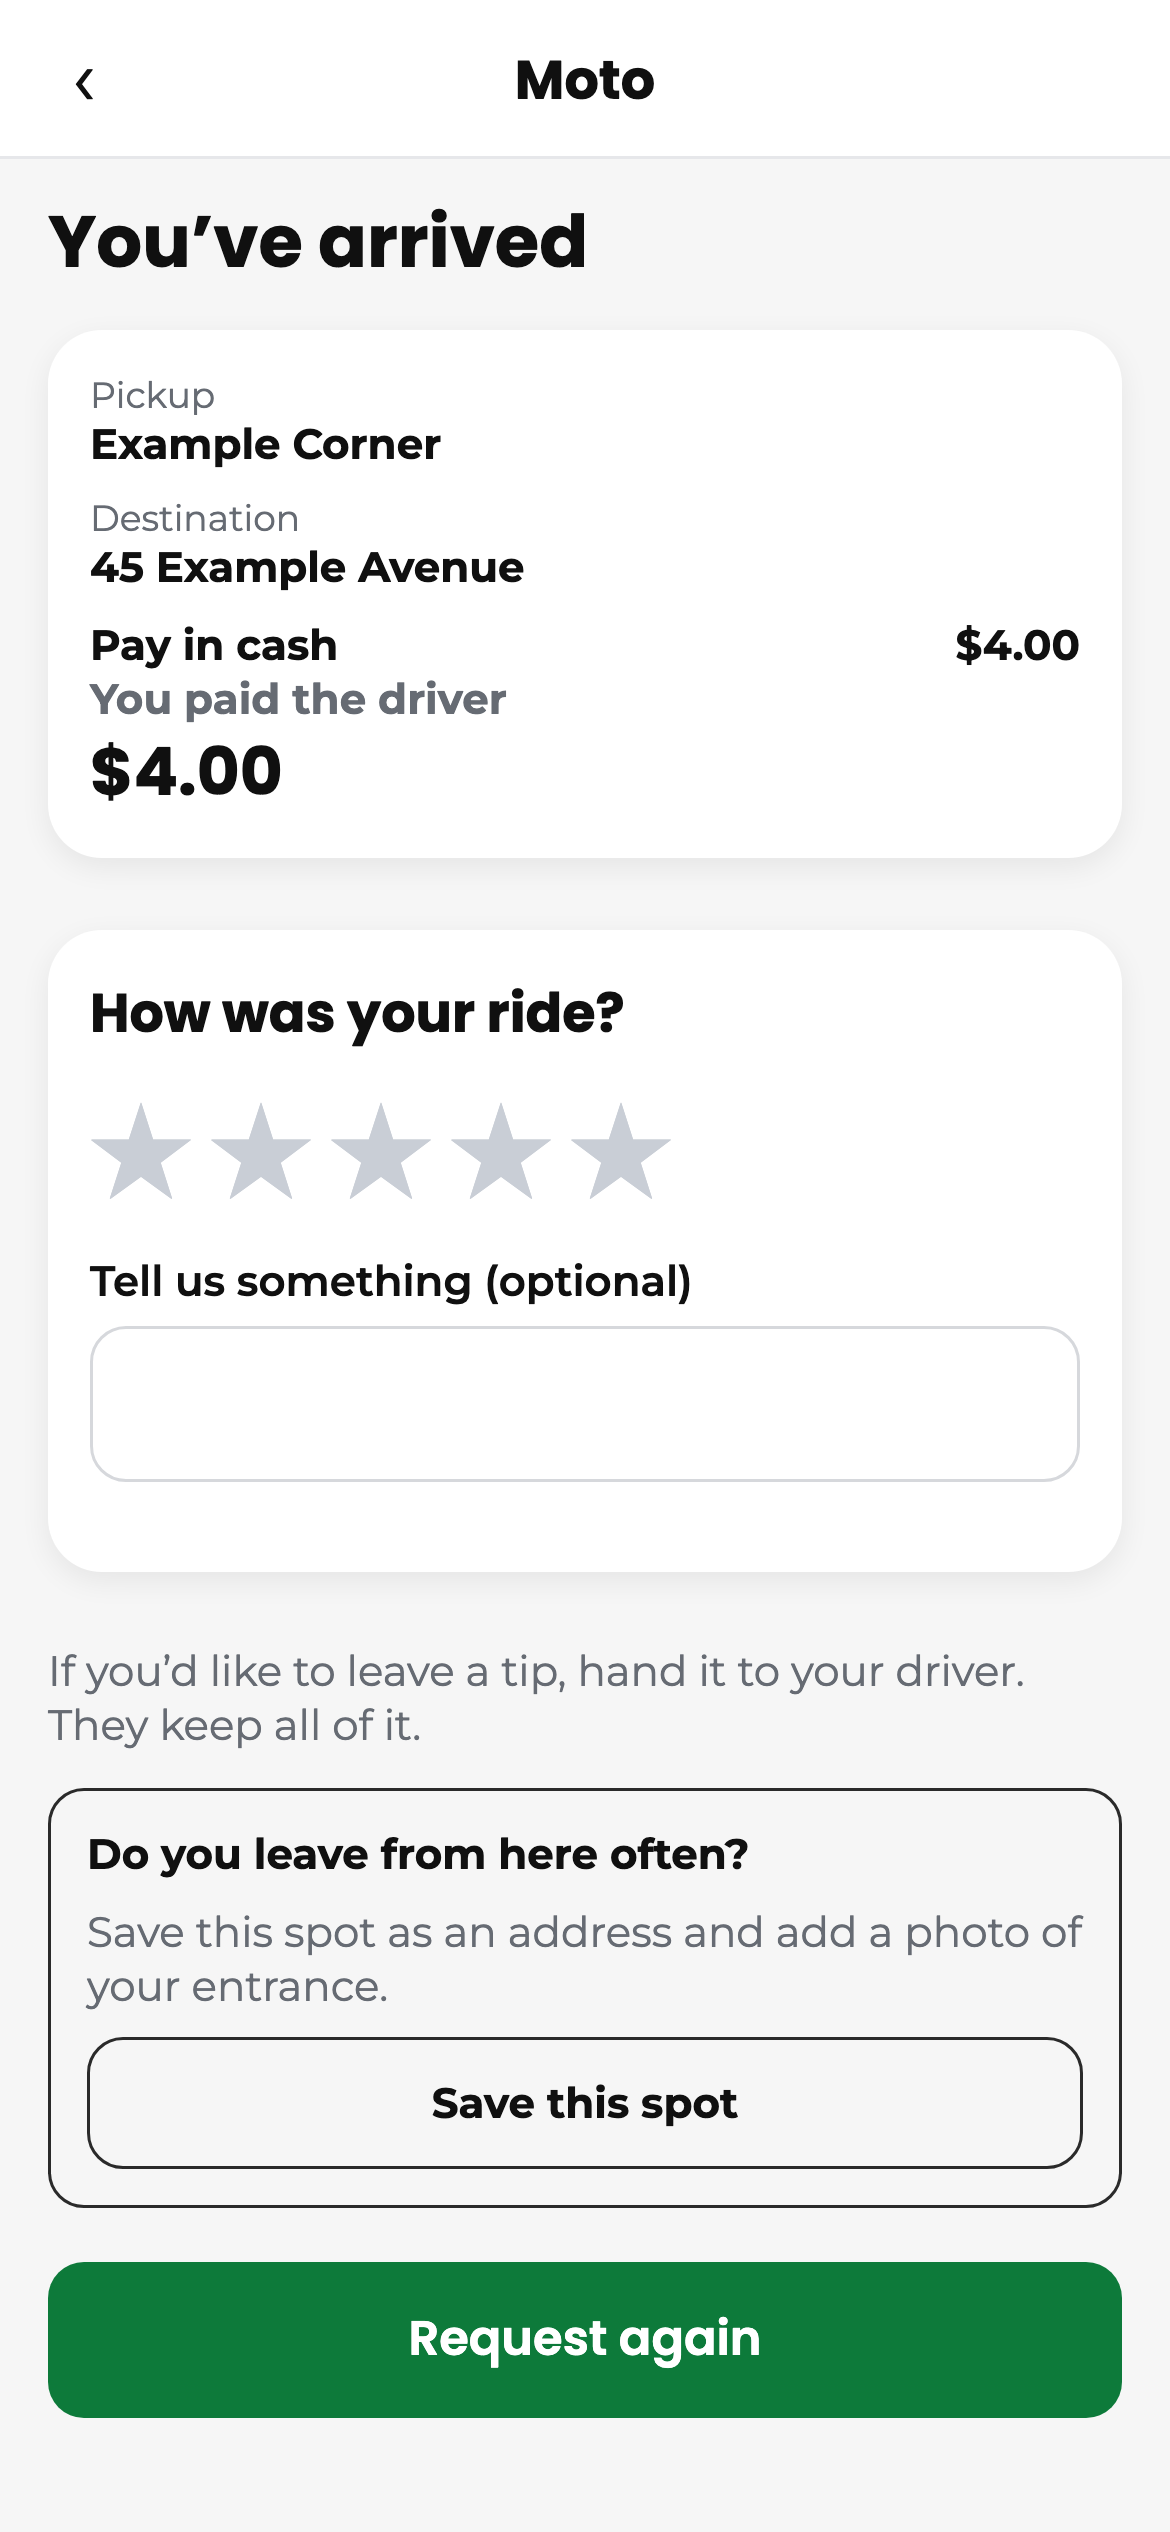 ‹
Moto
You’ve arrived
Pickup
Example Corner
Destination
45 Example Avenue
Pay in cash $4.00
You paid the driver
$4.00
How was your ride?
Tell us something (optional)
If you’d like to leave a tip, hand it to your driver.
They keep all of it.
Do you leave from here often?
Save this spot as an address and add a photo of
your entrance.
Save this spot
Request again